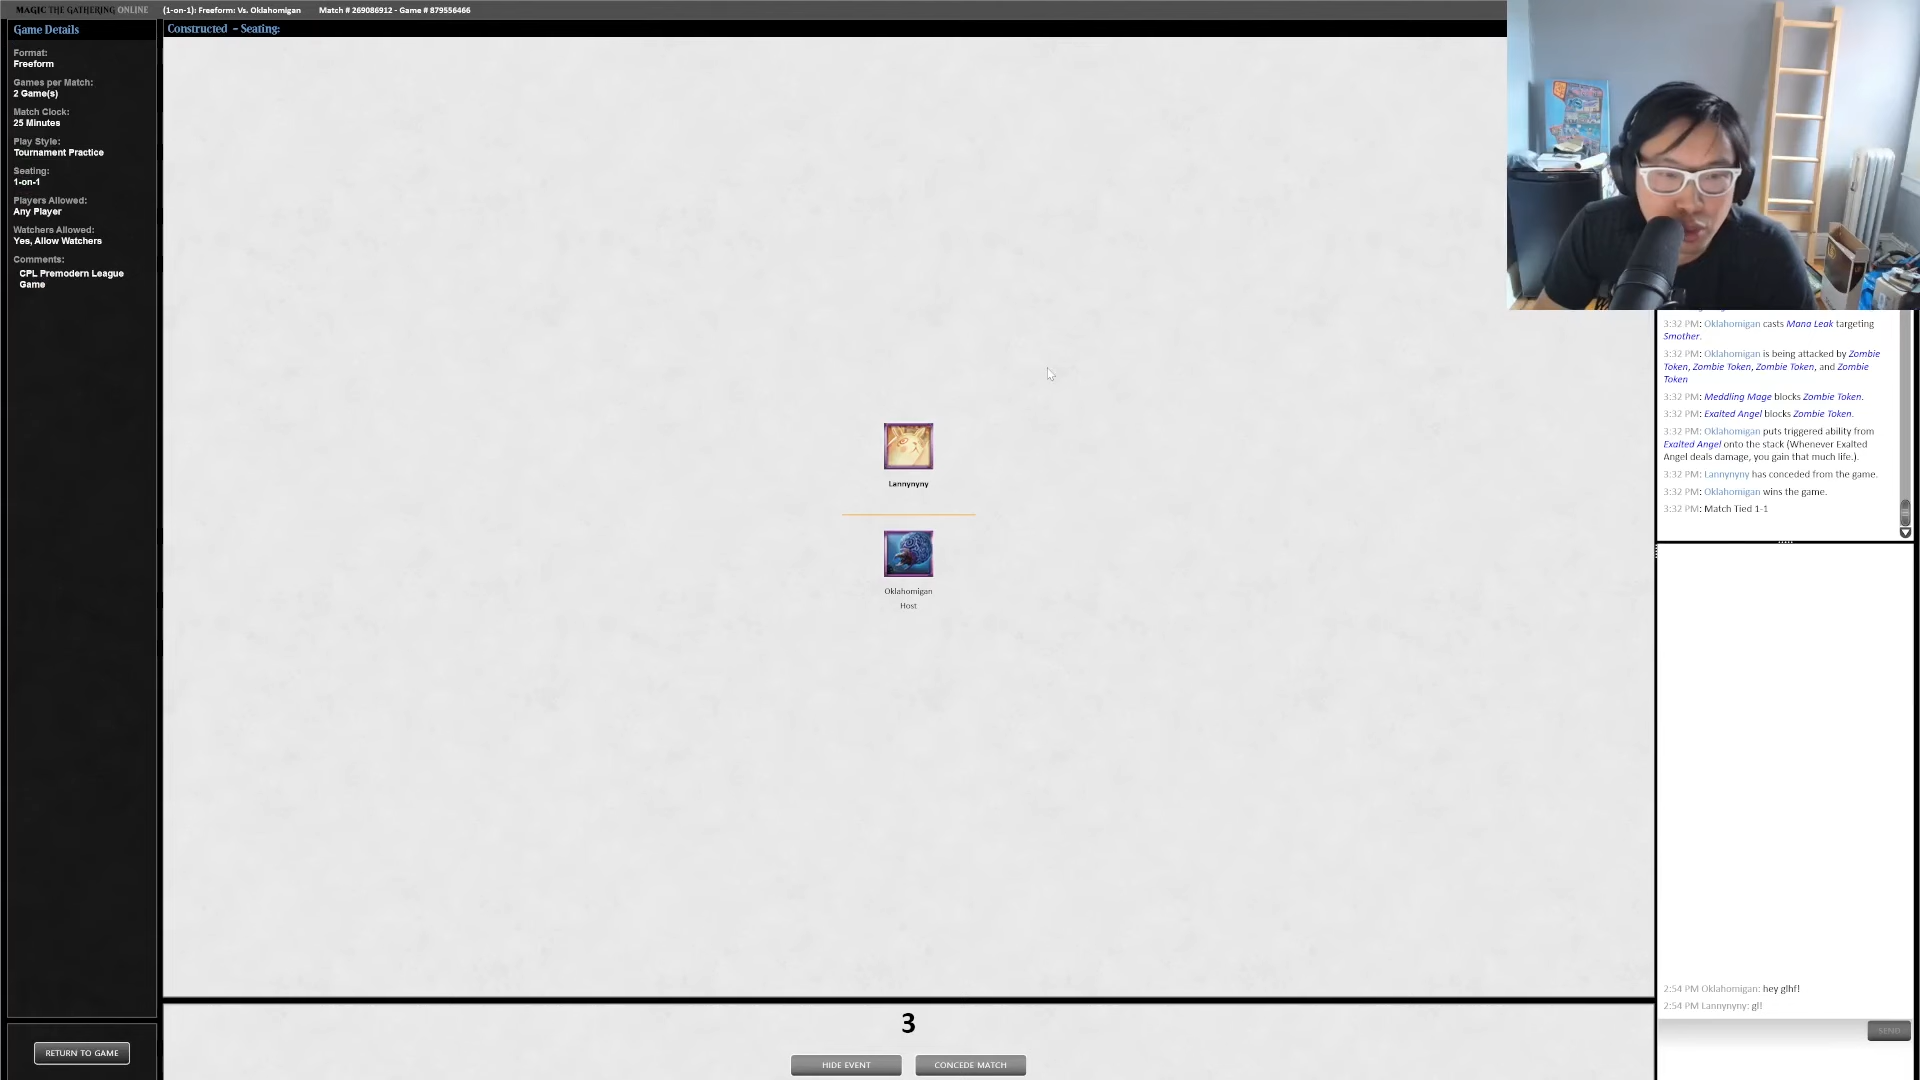 MAGIC THE GATHERING ONLINE
(1-on-1): Freeform: Vs. Oklahomigan
Match # 269086912 - Game # 879556466
Game Details
Format:
Freeform
Games per Match:
2 Game(s)
Match Clock:
25 Minutes
Play Style:
Tournament Practice
Seating:
1-on-1
Players Allowed:
Any Player
Watchers Allowed:
Yes, Allow Watchers
Comments:
CPL Premodern League
Game
RETURN TO GAME
Constructed - Seating:
Lannynyny
Oklahomigan
Host
3
HIDE EVENT
CONCEDE MATCH
3:32 PM: Oklahomigan casts Mana Leak targeting
Smother.
3:32 PM: Oklahomigan is being attacked by Zombie
Token, Zombie Token, Zombie Token, and Zombie
Token
3:32 PM: Meddling Mage blocks Zombie Token.
3:32 PM: Exalted Angel blocks Zombie Token.
3:32 PM: Oklahomigan puts triggered ability from
Exalted Angel onto the stack (Whenever Exalted
Angel deals damage, you gain that much life.).
3:32 PM: Lannynyny has conceded from the game.
3:32 PM: Oklahomigan wins the game.
3:32 PM: Match Tied 1-1
2:54 PM Oklahomigan: hey glhf!
2:54 PM Lannynyny: gl!
SEND